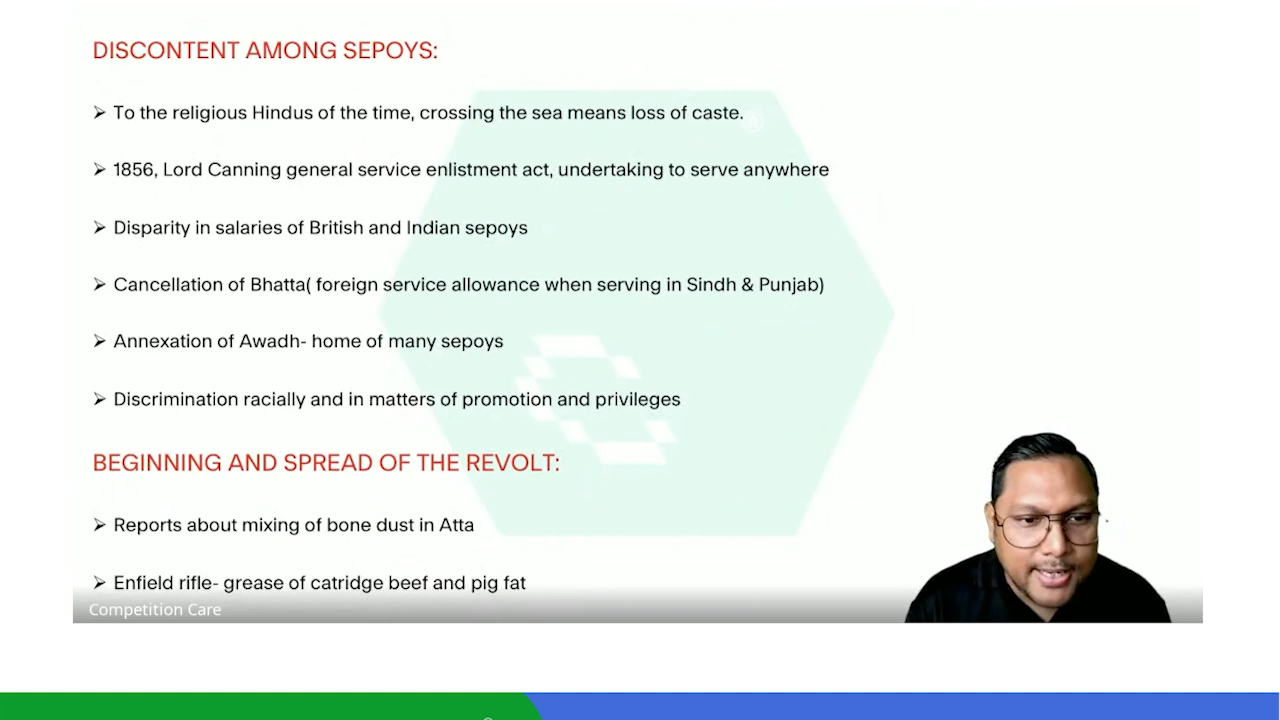 DISCONTENT AMONG SEPOYS:
➢ To the religious Hindus of the time, crossing the sea means loss of caste.
➢ 1856, Lord Canning general service enlistment act, undertaking to serve anywhere
➢ Disparity in salaries of British and Indian sepoys
➢ Cancellation of Bhatta( foreign service allowance when serving in Sindh & Punjab)
➢ Annexation of Awadh- home of many sepoys
➢ Discrimination racially and in matters of promotion and privileges
BEGINNING AND SPREAD OF THE REVOLT:
➢ Reports about mixing of bone dust in Atta
➢ Enfield rifle- grease of catridge beef and pig fat
Competition Care